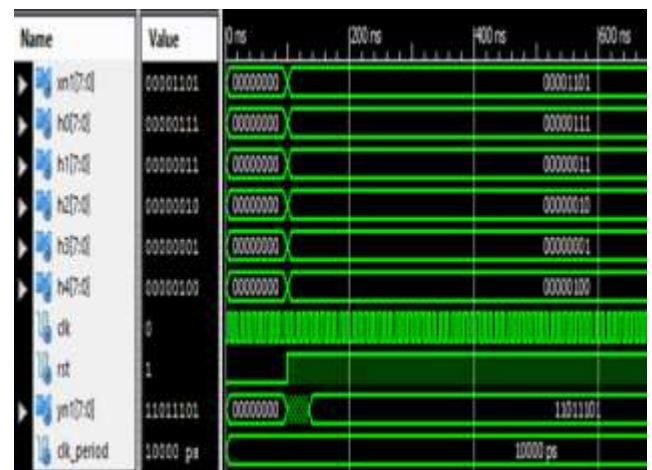 Name Value 0 ns 200 ns 400 ns 600 ns
xn1[7:0] 00001101 00000000 00001101
h0[7:0] 00000111 00000000 00000111
h1[7:0] 00000011 00000000 00000011
h2[7:0] 00000010 00000000 00000010
h3[7:0] 00000001 00000000 00000001
h4[7:0] 00000100 00000000 00000100
clk 0
rst 1
yn1[7:0] 11011101 00000000 11011101
clk_period 10000 ps 10000 ps